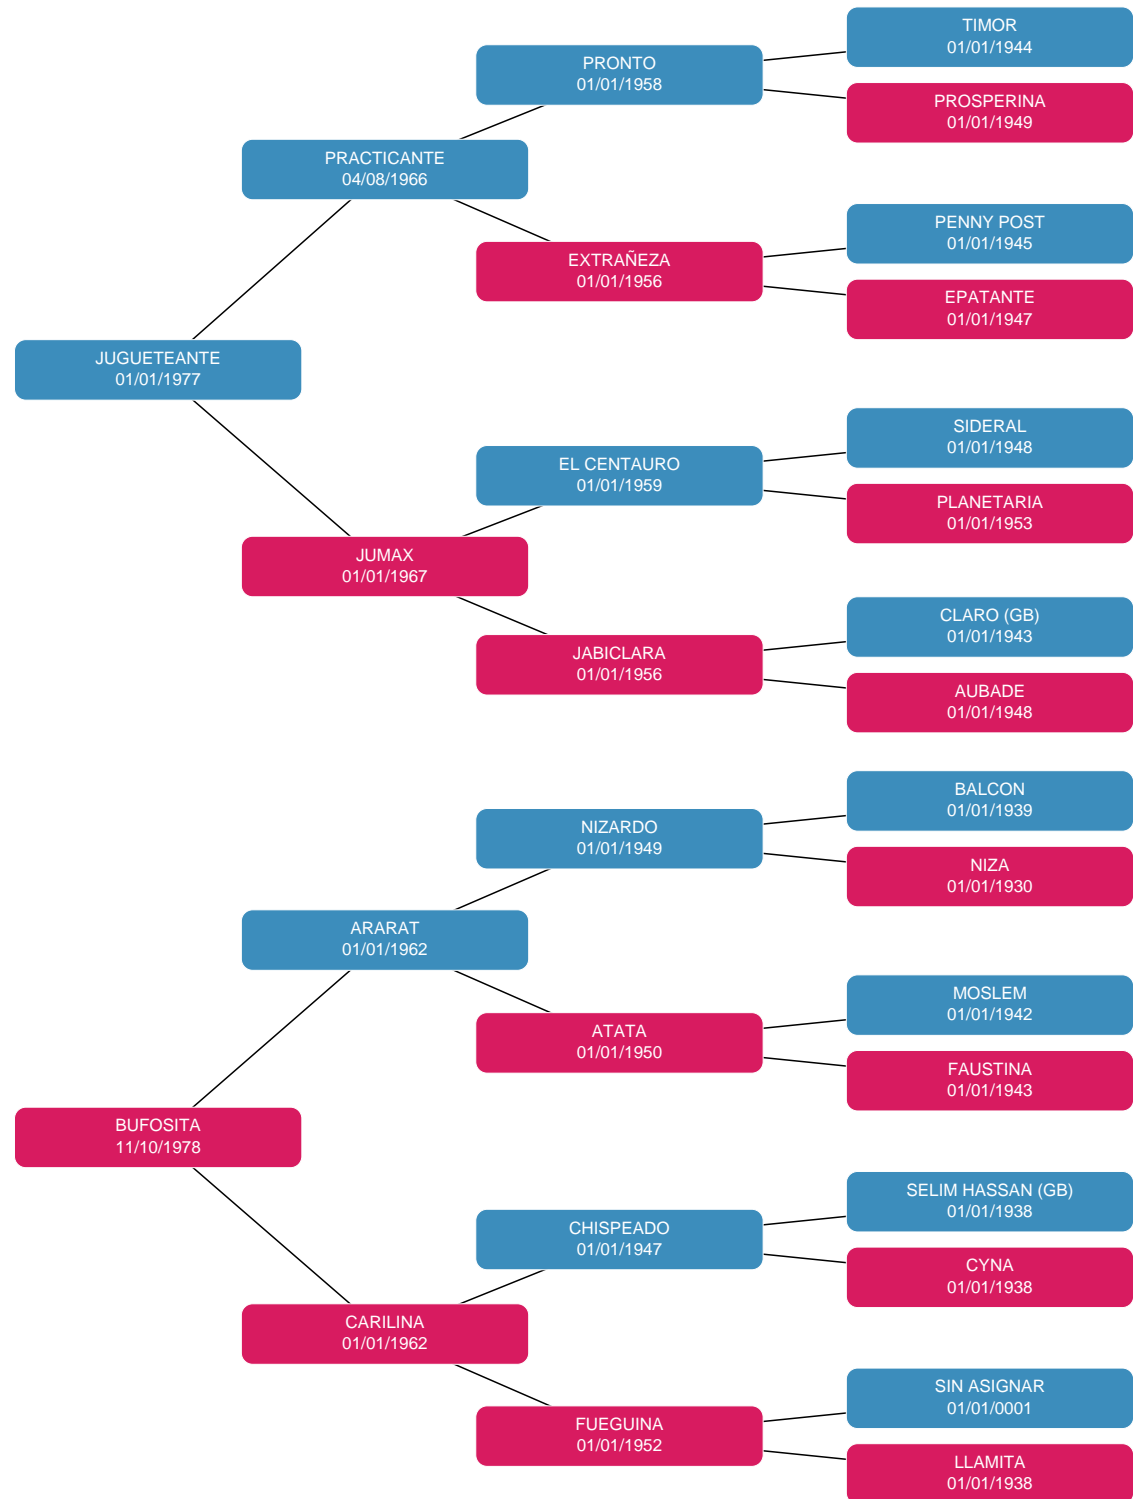 TIMOR
01/01/1944
PRONTO
01/01/1958
PROSPERINA
01/01/1949
PRACTICANTE
04/08/1966
PENNY POST
01/01/1945
EXTRAÑEZA
01/01/1956
EPATANTE
01/01/1947
JUGUETEANTE
01/01/1977
SIDERAL
01/01/1948
EL CENTAURO
01/01/1959
PLANETARIA
01/01/1953
JUMAX
01/01/1967
CLARO (GB)
01/01/1943
JABICLARA
01/01/1956
AUBADE
01/01/1948
BALCON
01/01/1939
NIZARDO
01/01/1949
NIZA
01/01/1930
ARARAT
01/01/1962
MOSLEM
01/01/1942
ATATA
01/01/1950
FAUSTINA
01/01/1943
BUFOSITA
11/10/1978
SELIM HASSAN (GB)
01/01/1938
CHISPEADO
01/01/1947
CYNA
01/01/1938
CARILINA
01/01/1962
SIN ASIGNAR
01/01/0001
FUEGUINA
01/01/1952
LLAMITA
01/01/1938